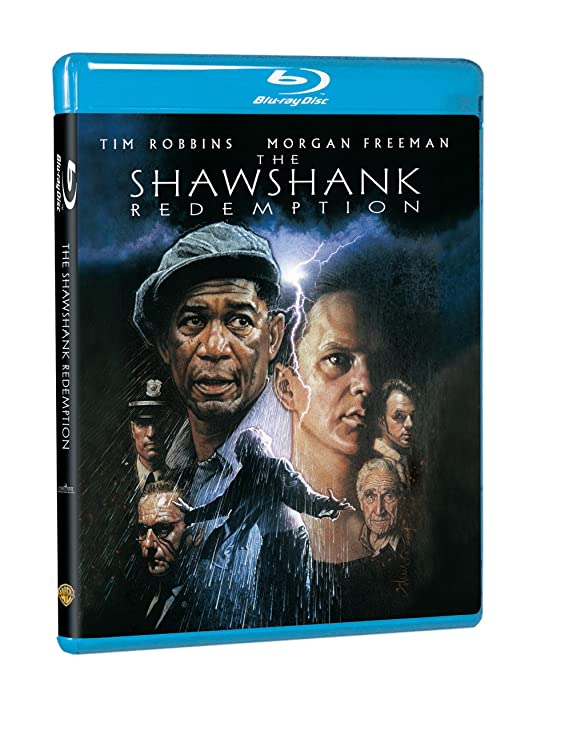 Blu-ray Disc
TIM ROBBINS MORGAN FREEMAN
THE
SHAWSHANK
REDEMPTION
Blu-ray Disc
THE SHAWSHANK REDEMPTION